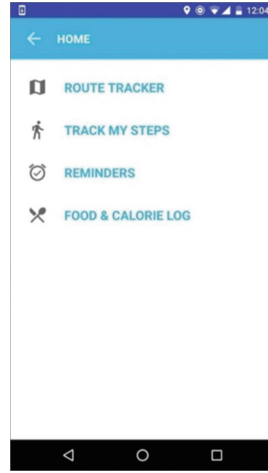 12:04
HOME
ROUTE TRACKER
TRACK MY STEPS
REMINDERS
FOOD & CALORIE LOG